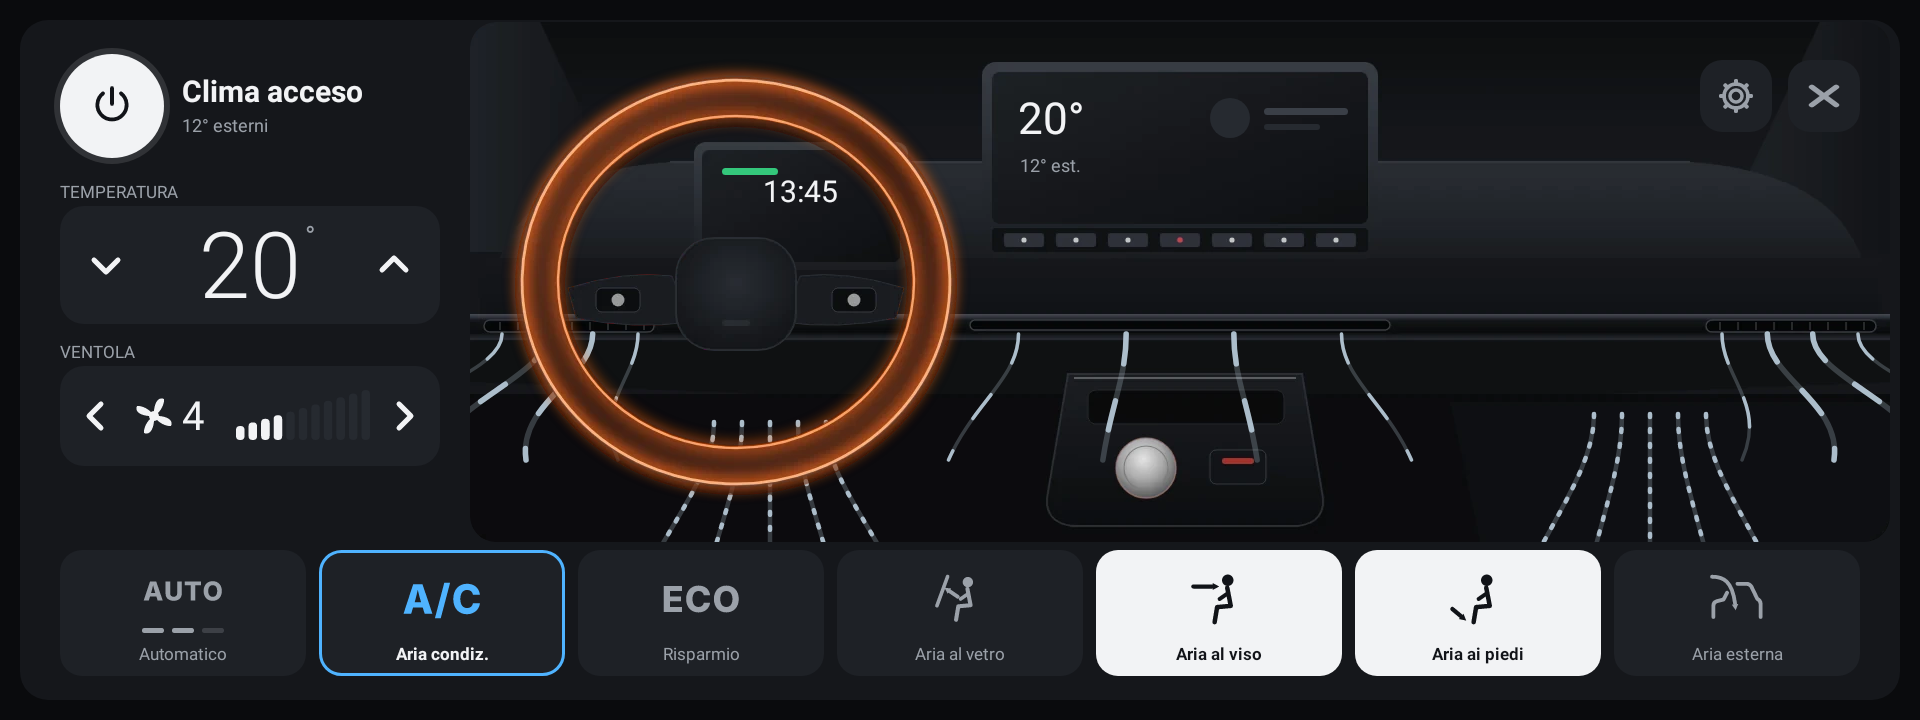 Clima acceso
12° esterni
TEMPERATURA
20°
VENTOLA
4
13:45
20°
12° est.
AUTO
Automatico
A/C
Aria condiz.
ECO
Risparmio
Aria al vetro
Aria al viso
Aria ai piedi
Aria esterna